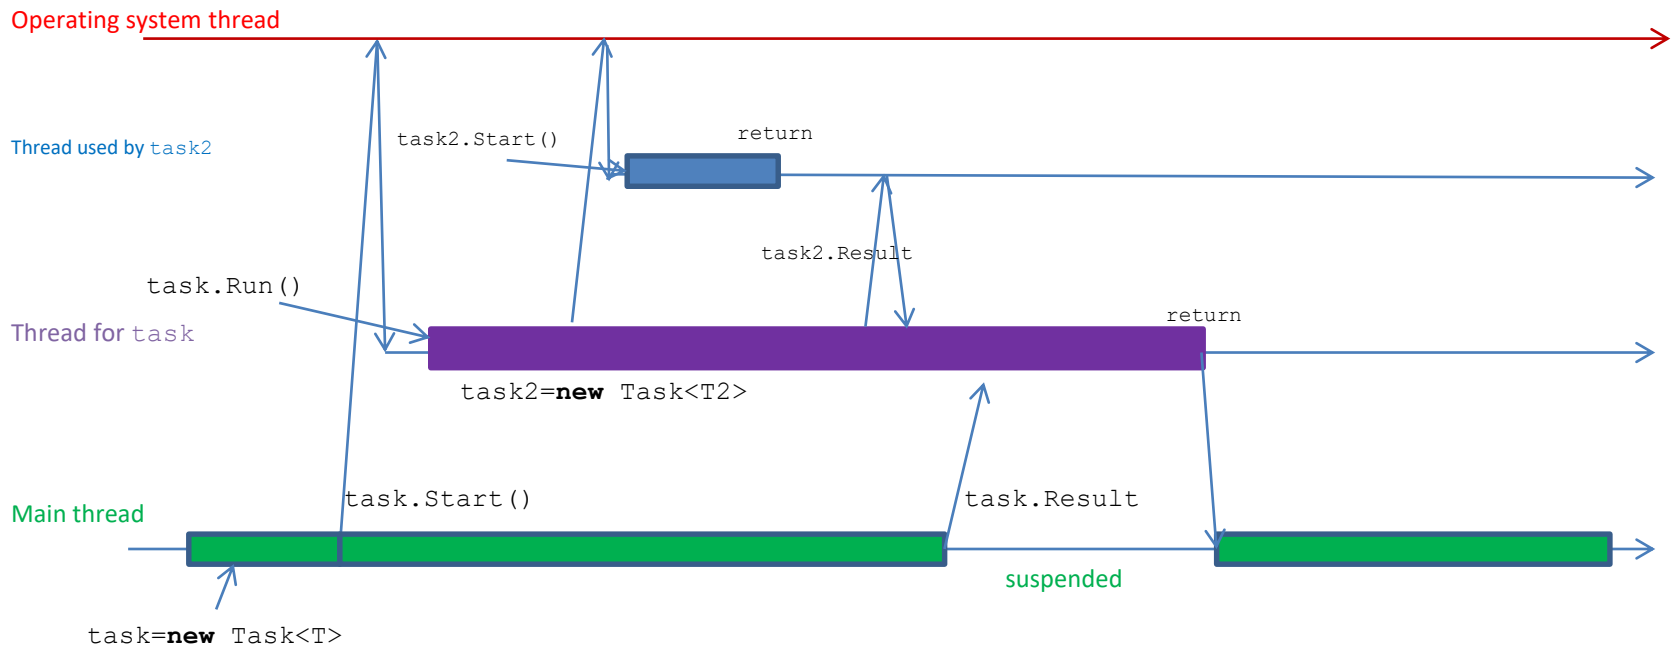 Operating system thread
task2.Start()
return
Thread used by task2
task2.Result
task.Run()
return
Thread for task
task2=new Task<T2>
task.Start()
task.Result
Main thread
suspended
task=new Task<T>